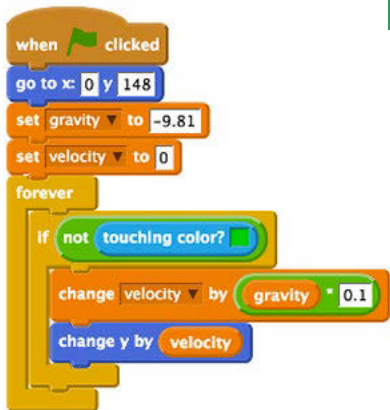 when clicked
go to x: 0 y 148
set gravity to -9.81
set velocity to 0
forever
if not touching color?
change velocity by gravity * 0.1
change y by velocity